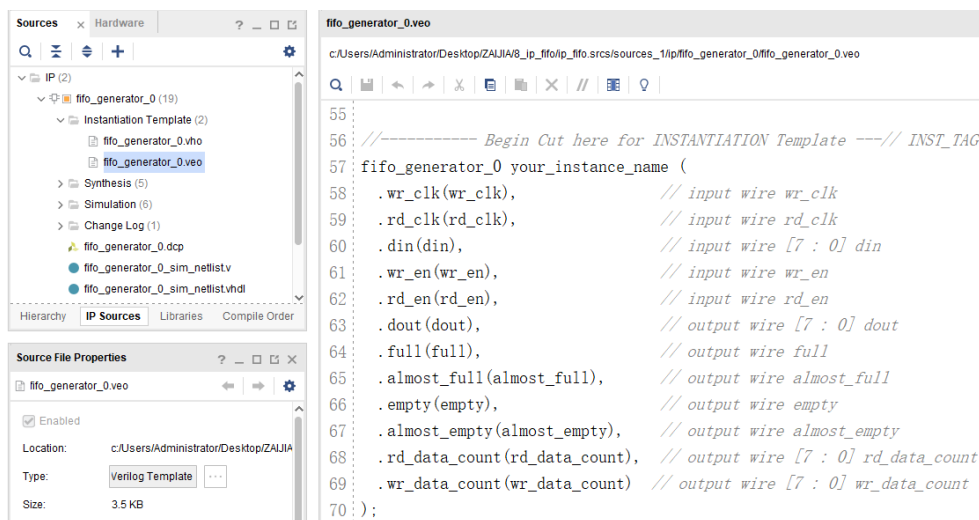 Sources
Hardware
IP (2)
fifo_generator_0 (19)
Instantiation Template (2)
fifo_generator_0.vho
fifo_generator_0.veo
Synthesis (5)
Simulation (6)
Change Log (1)
fifo_generator_0.dcp
fifo_generator_0_sim_netlist.v
fifo_generator_0_sim_netlist.vhdl
Hierarchy IP Sources Libraries Compile Order
Source File Properties
fifo_generator_0.veo
Enabled
Location: c:/Users/Administrator/Desktop/ZAIJIA
Type: Verilog Template ...
Size: 3.5 KB
fifo_generator_0.veo
c:/Users/Administrator/Desktop/ZAIJIA/8_ip_fifo/ip_fifo.srcs/sources_1/ip/fifo_generator_0/fifo_generator_0.veo
55
56 //----------- Begin Cut here for INSTANTIATION Template ---// INST_TAG
57 fifo_generator_0 your_instance_name (
58 .wr_clk(wr_clk), // input wire wr_clk
59 .rd_clk(rd_clk), // input wire rd_clk
60 .din(din), // input wire [7 : 0] din
61 .wr_en(wr_en), // input wire wr_en
62 .rd_en(rd_en), // input wire rd_en
63 .dout(dout), // output wire [7 : 0] dout
64 .full(full), // output wire full
65 .almost_full(almost_full), // output wire almost_full
66 .empty(empty), // output wire empty
67 .almost_empty(almost_empty), // output wire almost_empty
68 .rd_data_count(rd_data_count), // output wire [7 : 0] rd_data_count
69 .wr_data_count(wr_data_count) // output wire [7 : 0] wr_data_count
70 );